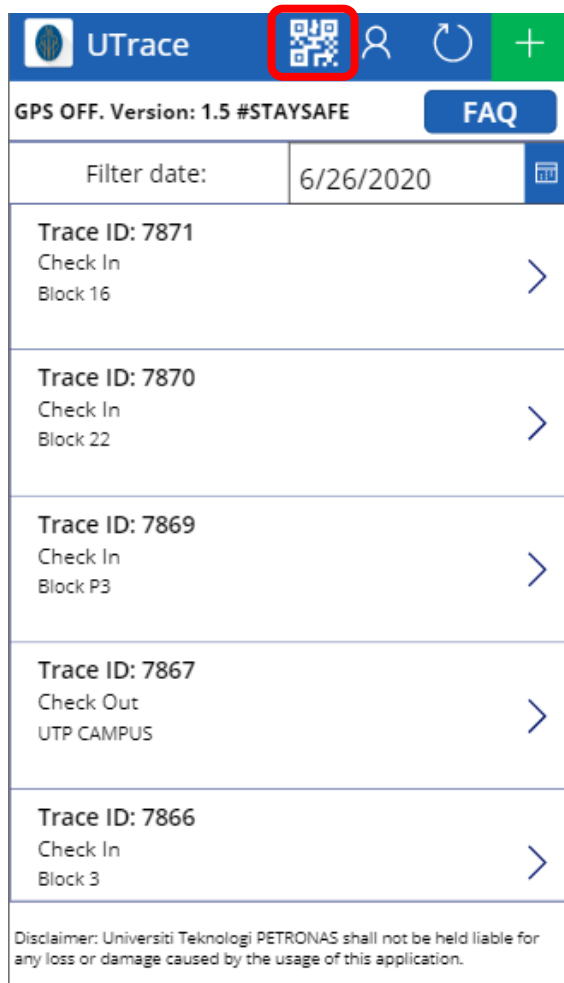 UTrace
GPS OFF. Version: 1.5 #STAYSAFE
FAQ
Filter date:
6/26/2020
Trace ID: 7871
Check In
Block 16
Trace ID: 7870
Check In
Block 22
Trace ID: 7869
Check In
Block P3
Trace ID: 7867
Check Out
UTP CAMPUS
Trace ID: 7866
Check In
Block 3
Disclaimer: Universiti Teknologi PETRONAS shall not be held liable for
any loss or damage caused by the usage of this application.